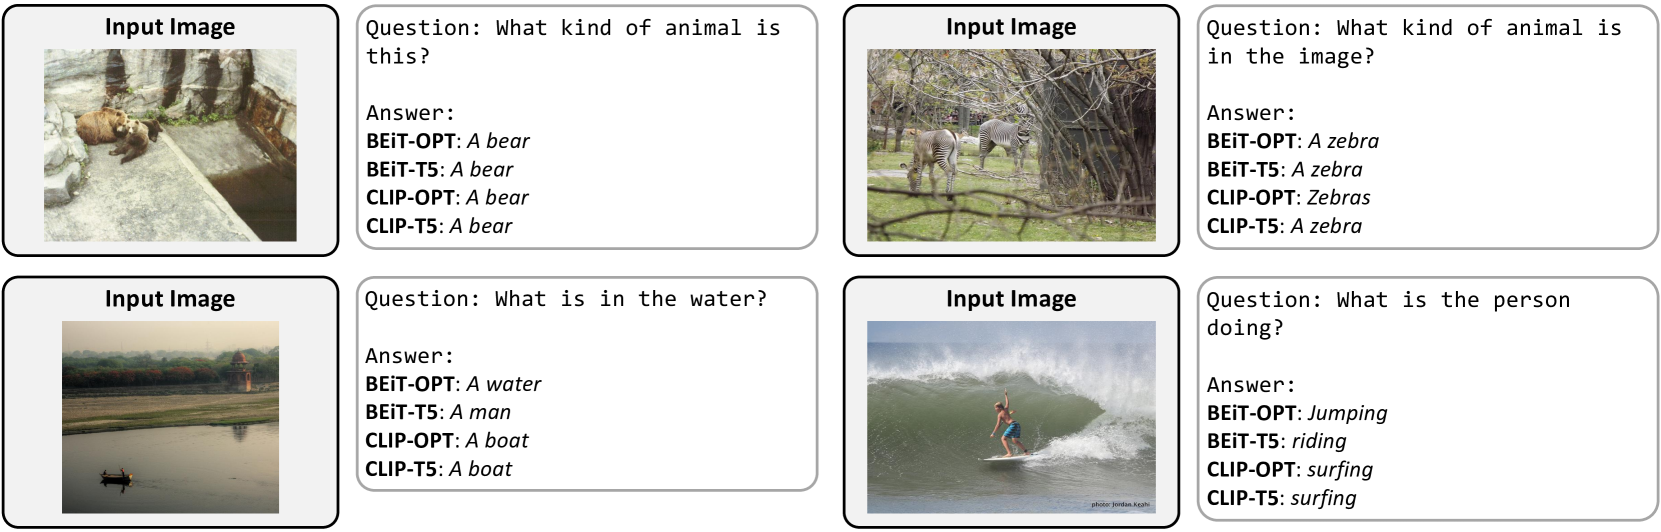 Input Image
Question: What kind of animal is
this?
Answer:
BEiT-OPT: A bear
BEiT-T5: A bear
CLIP-OPT: A bear
CLIP-T5: A bear
Input Image
Question: What kind of animal is
in the image?
Answer:
BEiT-OPT: A zebra
BEiT-T5: A zebra
CLIP-OPT: Zebras
CLIP-T5: A zebra
Input Image
Question: What is in the water?
Answer:
BEiT-OPT: A water
BEiT-T5: A man
CLIP-OPT: A boat
CLIP-T5: A boat
Input Image
photo: Jordan Keahi
Question: What is the person
doing?
Answer:
BEiT-OPT: Jumping
BEiT-T5: riding
CLIP-OPT: surfing
CLIP-T5: surfing